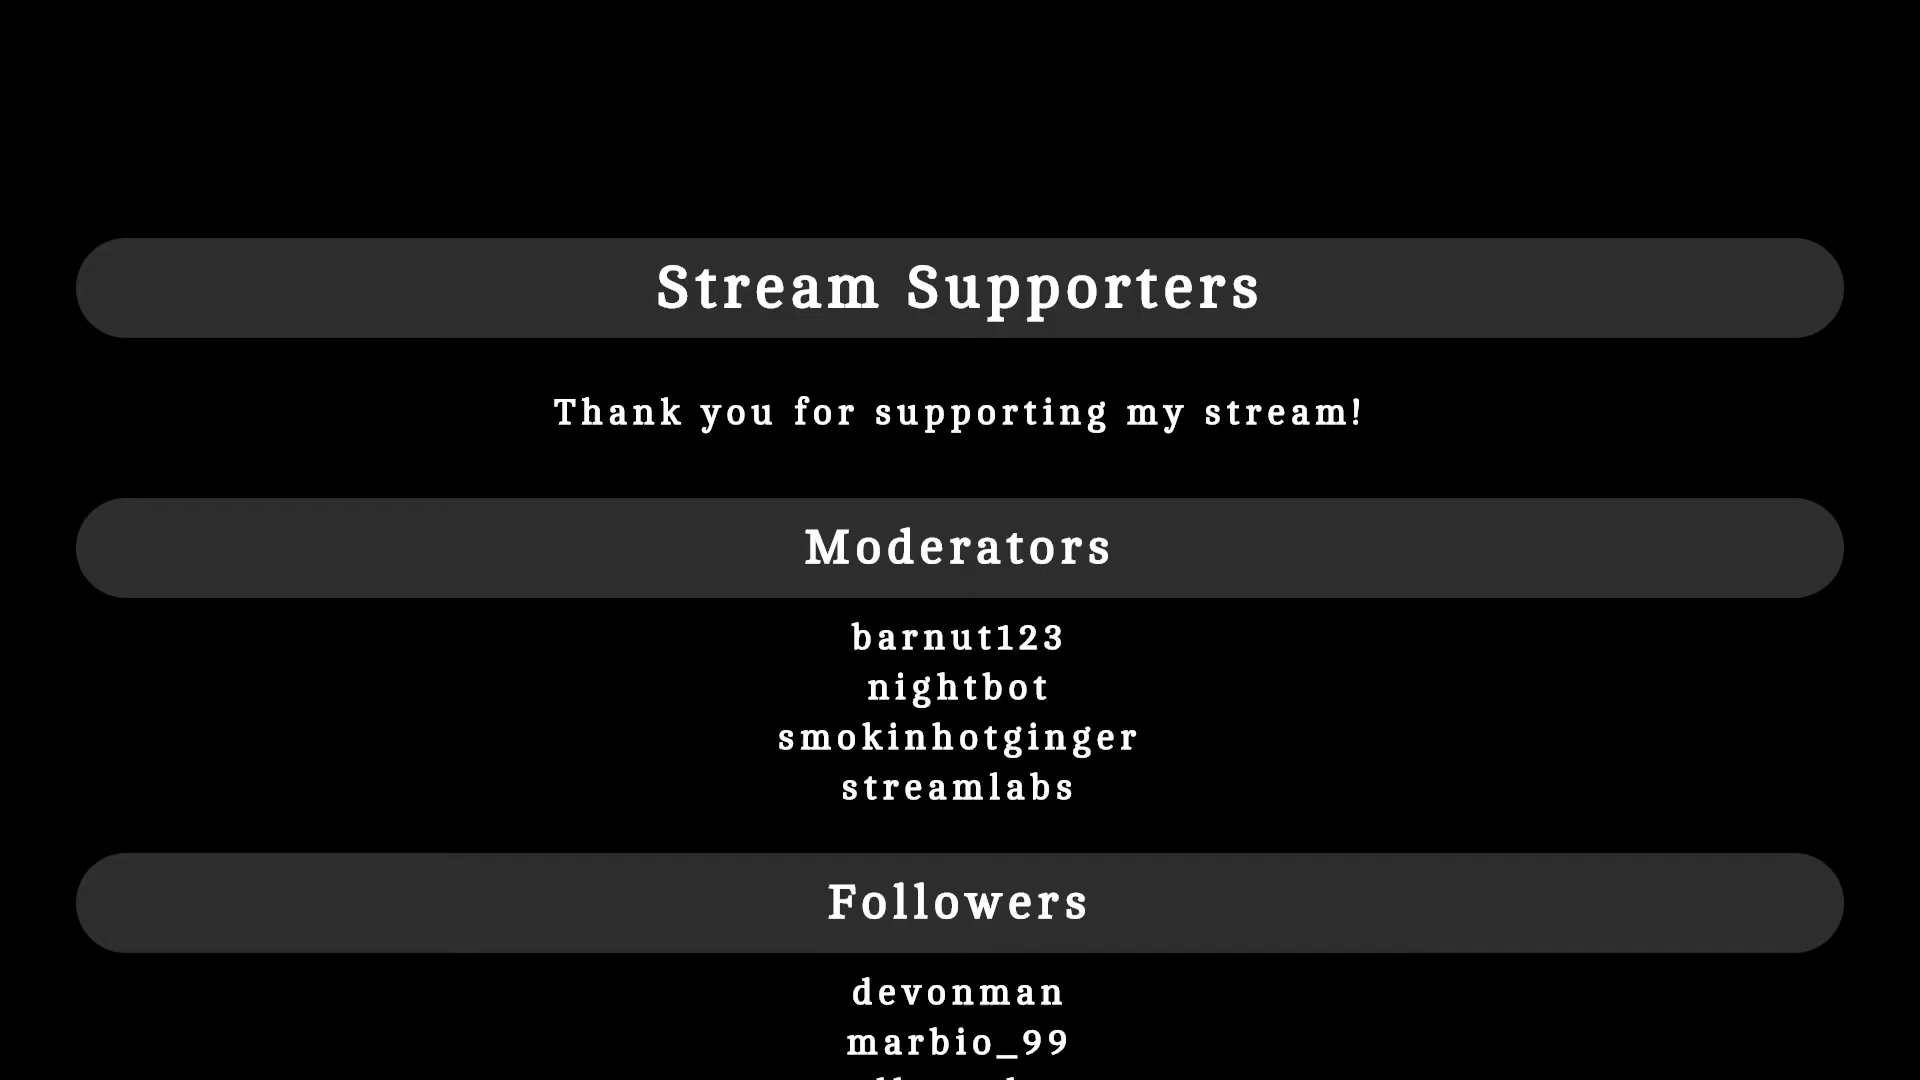 Stream Supporters
Thank you for supporting my stream!
Moderators
barnut123
nightbot
smokinhotginger
streamlabs
Followers
devonman
marbio_99